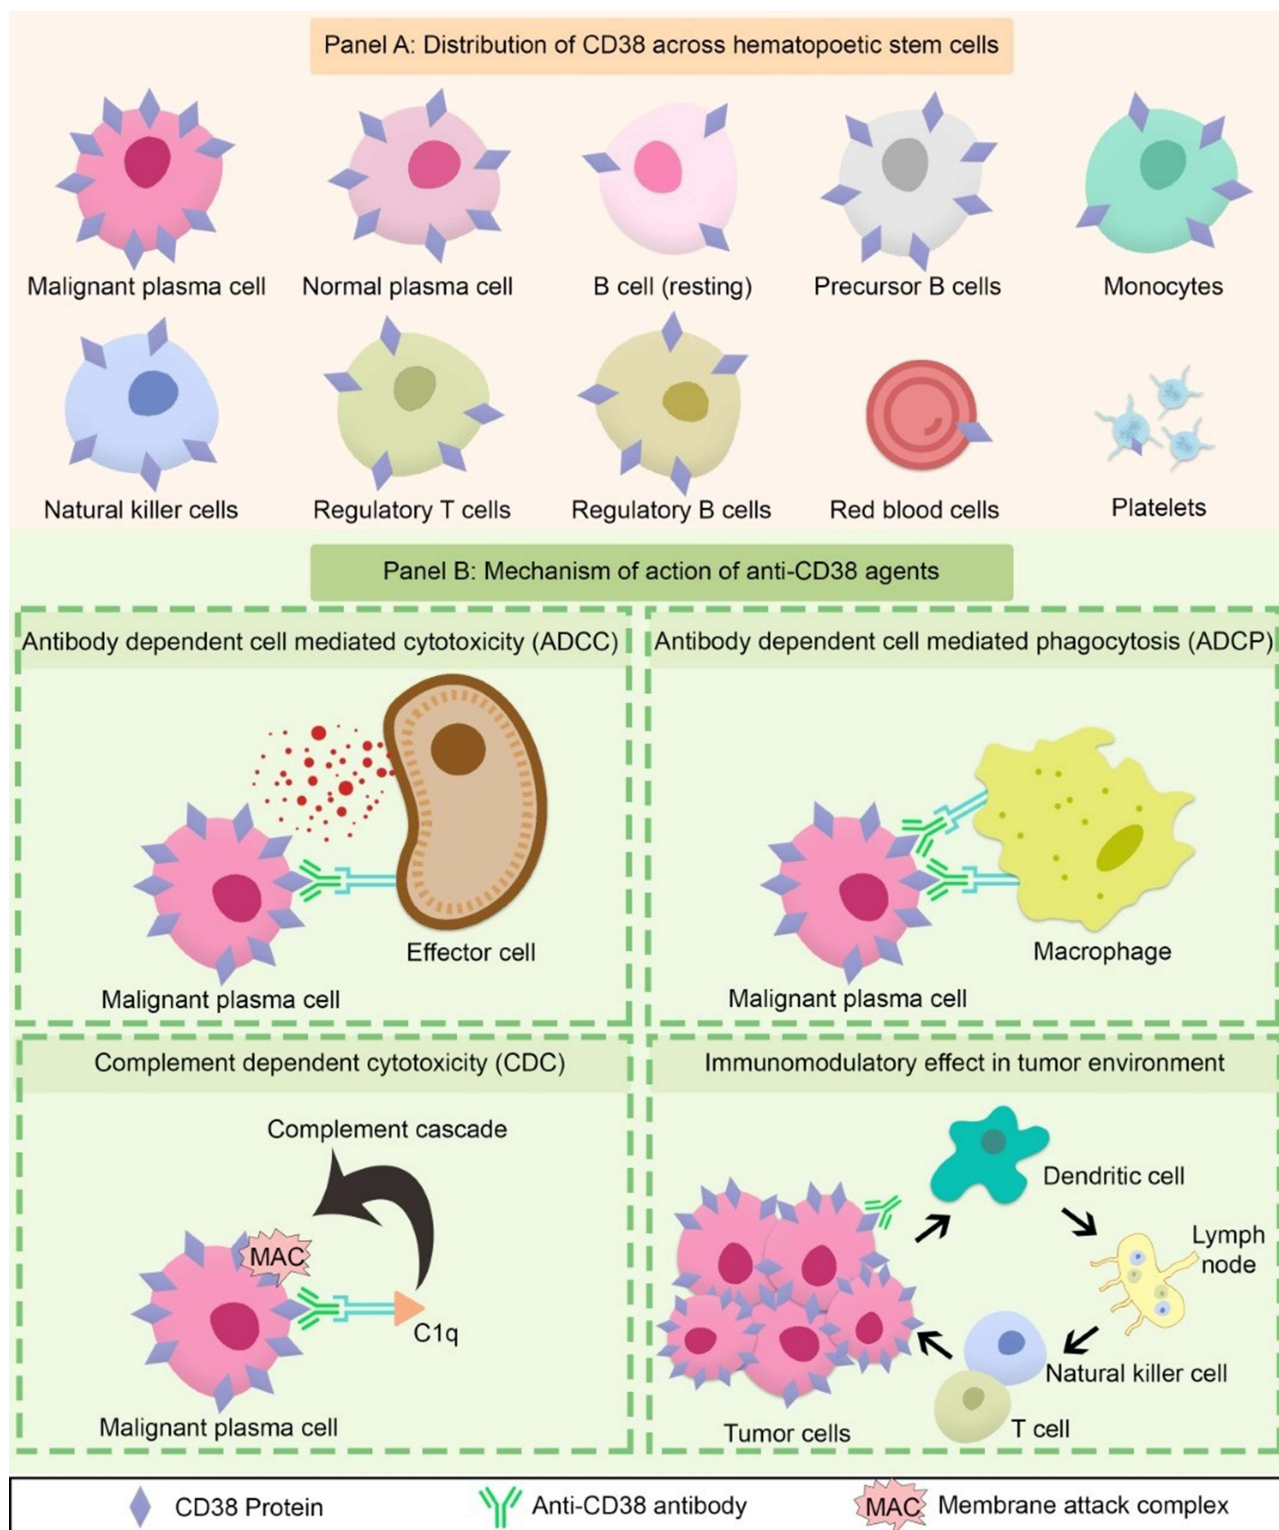 Panel A: Distribution of CD38 across hematopoetic stem cells
Malignant plasma cell
Normal plasma cell
B cell (resting)
Precursor B cells
Monocytes
Natural killer cells
Regulatory T cells
Regulatory B cells
Red blood cells
Platelets
Panel B: Mechanism of action of anti-CD38 agents
Antibody dependent cell mediated cytotoxicity (ADCC)
Effector cell
Malignant plasma cell
Antibody dependent cell mediated phagocytosis (ADCP)
Macrophage
Malignant plasma cell
Complement dependent cytotoxicity (CDC)
Complement cascade
MAC
C1q
Malignant plasma cell
Immunomodulatory effect in tumor environment
Dendritic cell
Lymph
node
Natural killer cell
T cell
Tumor cells
CD38 Protein
Anti-CD38 antibody
MAC
Membrane attack complex